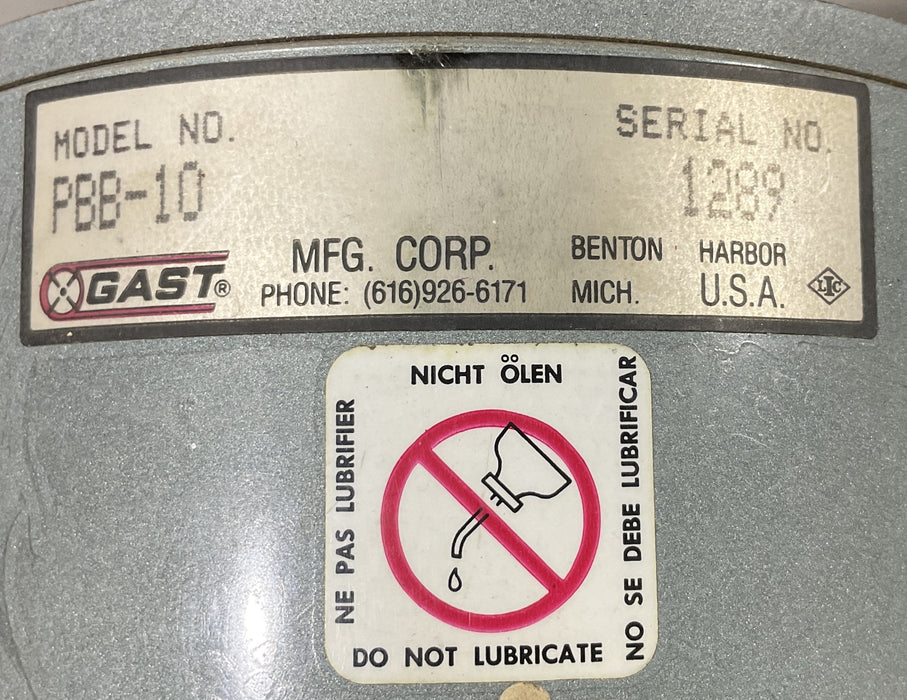 MODEL NO.
SERIAL NO.
PBB-10
1289
GAST®
MFG. CORP.
BENTON HARBOR
PHONE: (616)926-6171
MICH. U.S.A.
LIC
NICHT ÖLEN
NE PAS LUBRIFIER
NO SE DEBE LUBRIFICAR
DO NOT LUBRICATE